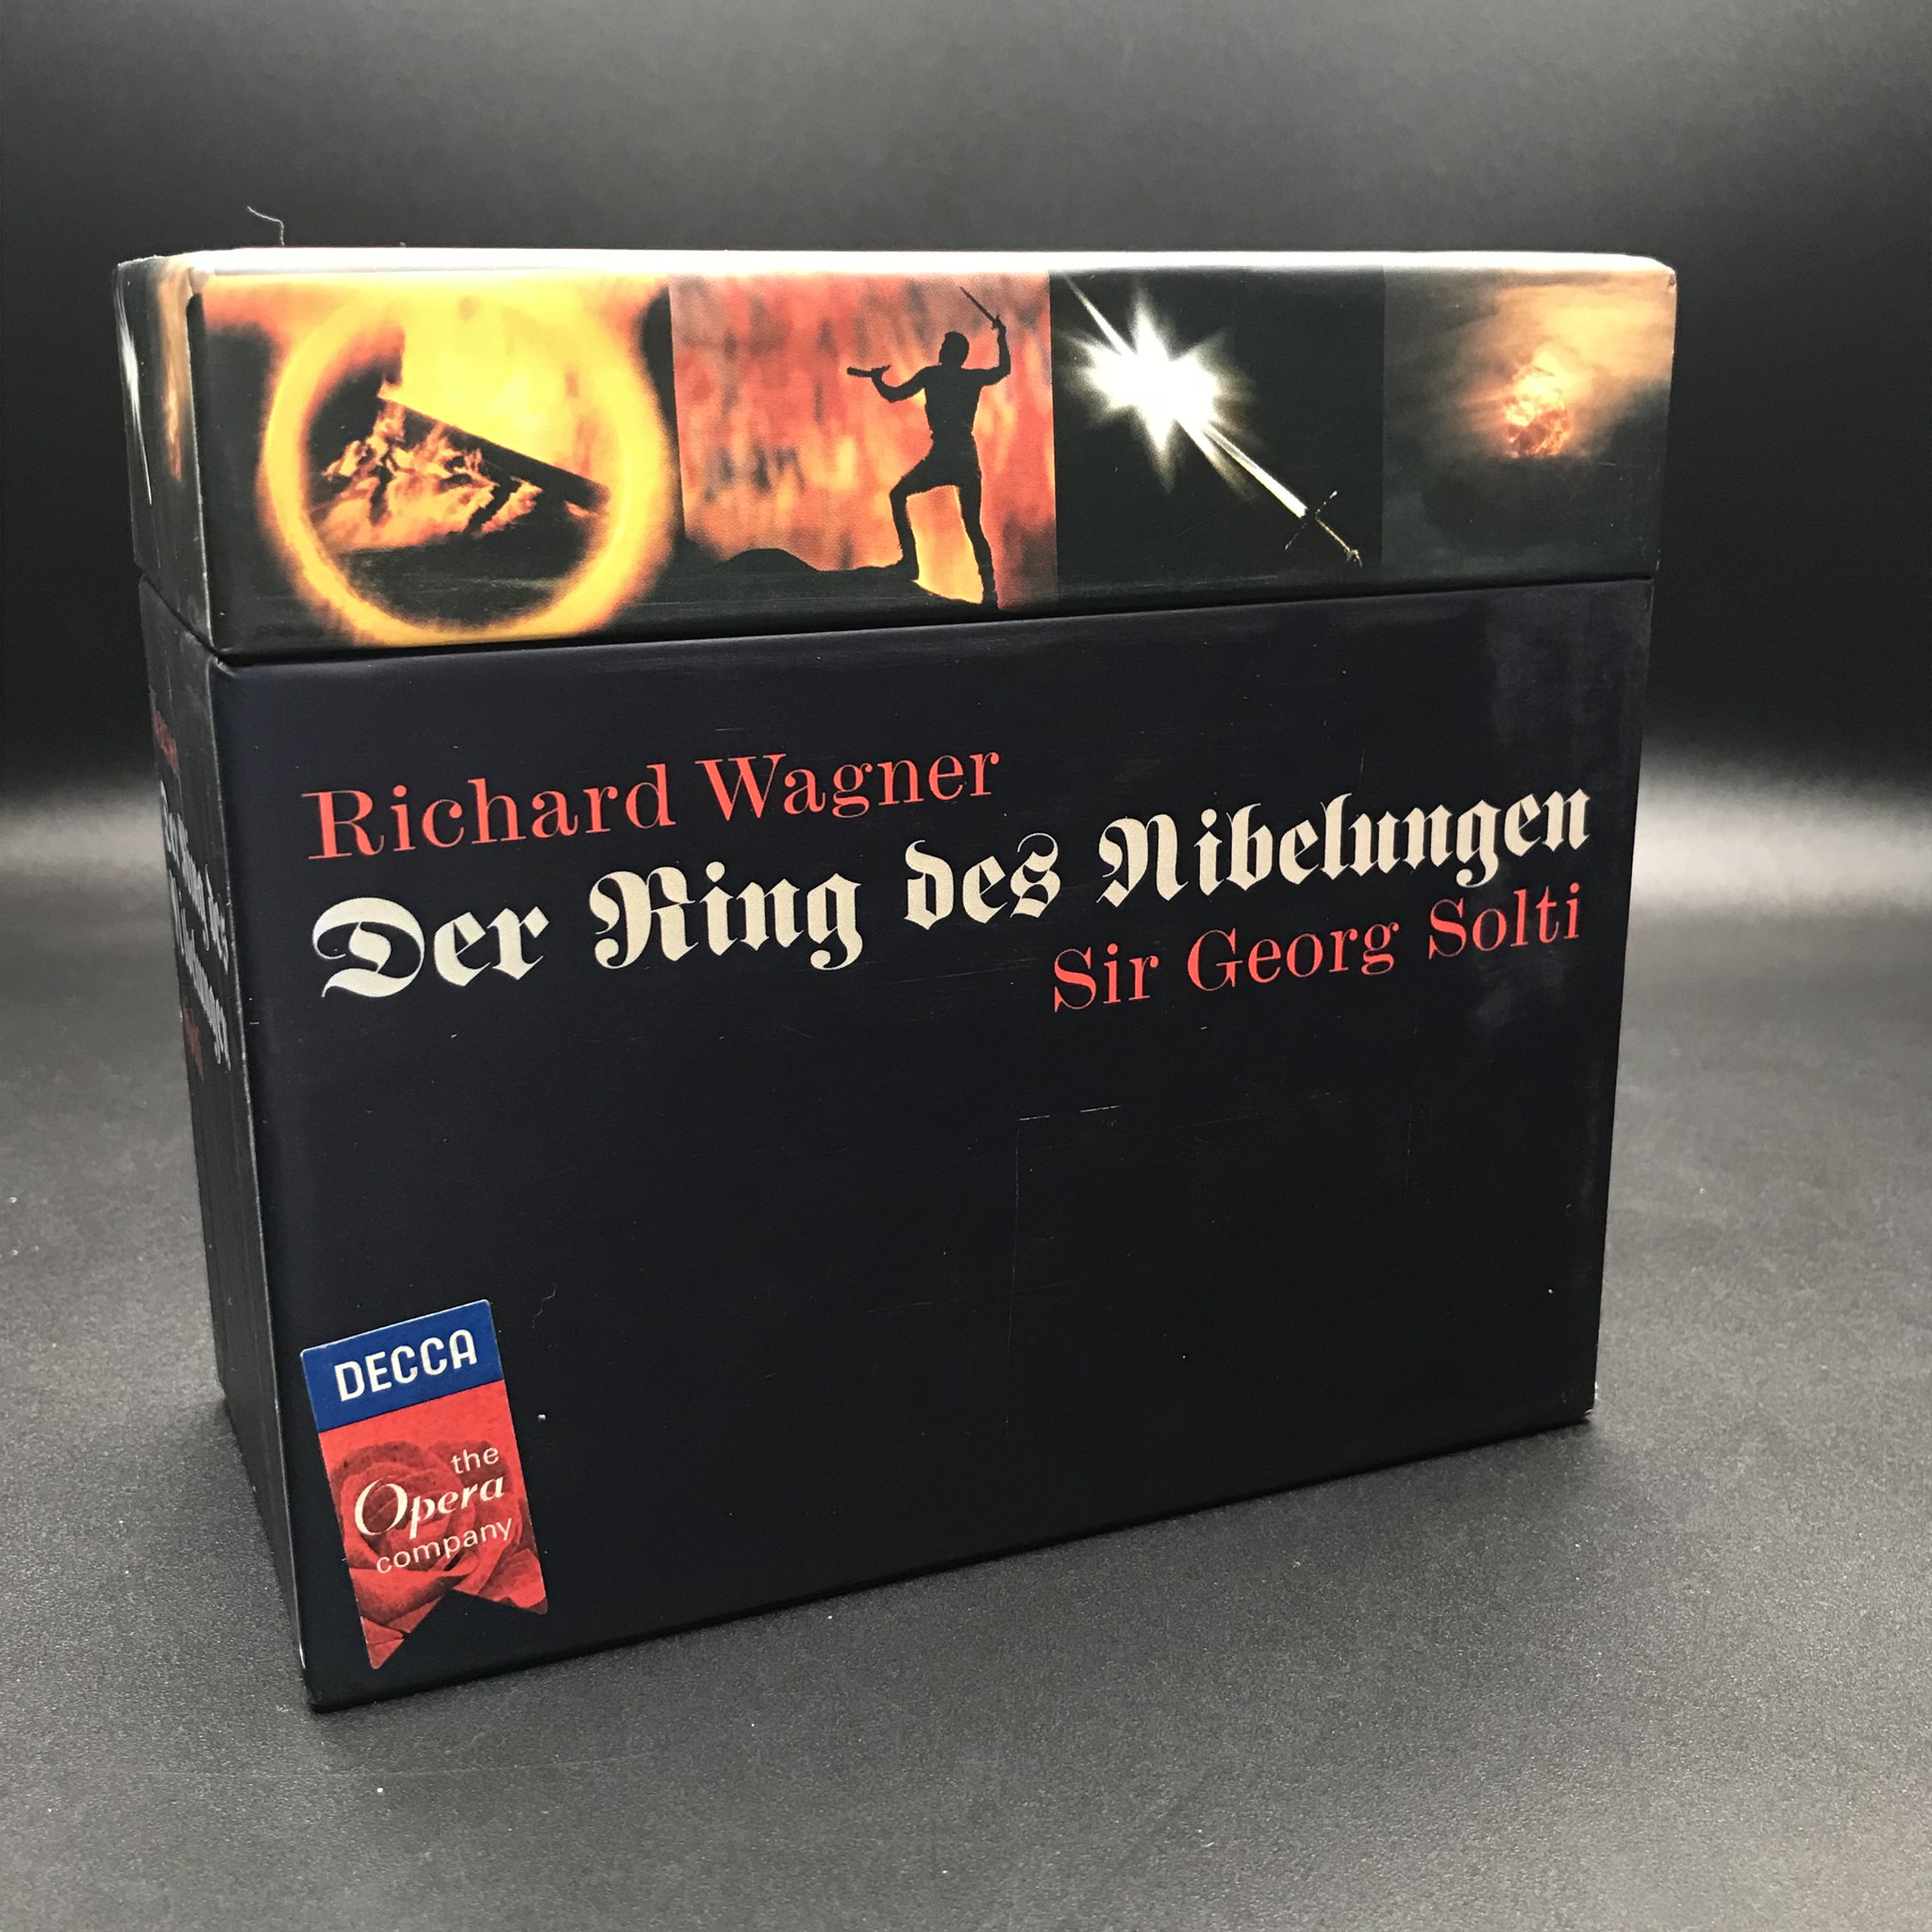 Richard Wagner
Der Ring des Nibelungen
Sir Georg Solti
DECCA
the
Opera
company